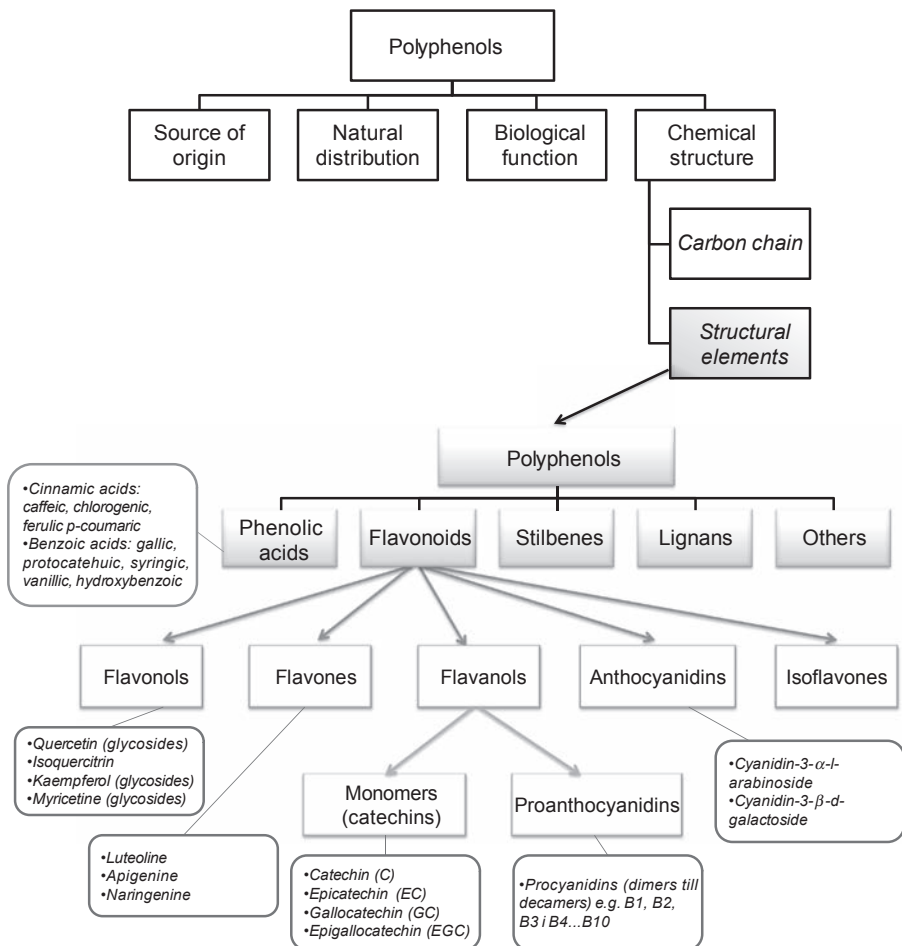 Polyphenols
Source of
origin
Natural
distribution
Biological
function
Chemical
structure
Carbon chain
Structural
elements
Polyphenols
•Cinnamic acids:
caffeic, chlorogenic,
ferulic p-coumaric
•Benzoic acids: gallic,
protocatehuic, syringic,
vanillic, hydroxybenzoic
Phenolic
acids
Flavonoids
Stilbenes
Lignans
Others
Flavonols
Flavones
Flavanols
Anthocyanidins
Isoflavones
•Quercetin (glycosides)
•Isoquercitrin
•Kaempferol (glycosides)
•Myricetine (glycosides)
Monomers
(catechins)
Proanthocyanidins
•Cyanidin-3-α-l-
arabinoside
•Cyanidin-3-β-d-
galactoside
•Luteoline
•Apigenine
•Naringenine
•Catechin (C)
•Epicatechin (EC)
•Gallocatechin (GC)
•Epigallocatechin (EGC)
•Procyanidins (dimers till
decamers) e.g. B1, B2,
B3 i B4...B10